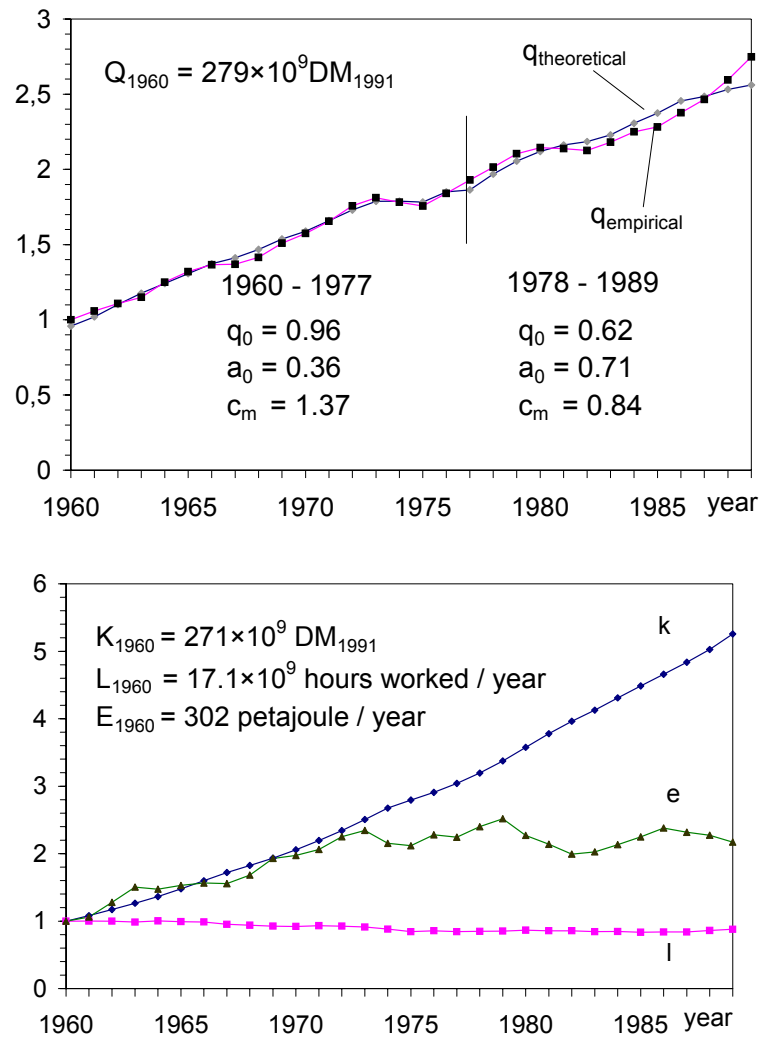 3
2,5
2
1,5
1
0,5
0
Q1960 = 279×10^9DM1991
qtheoretical
qempirical
1960 - 1977
q0 = 0.96
a0 = 0.36
cm = 1.37
1978 - 1989
q0 = 0.62
a0 = 0.71
cm = 0.84
1960 1965 1970 1975 1980 1985 year
6
5
4
3
2
1
0
K1960 = 271×10^9 DM1991
L1960 = 17.1×10^9 hours worked / year
E1960 = 302 petajoule / year
k
e
l
1960 1965 1970 1975 1980 1985 year